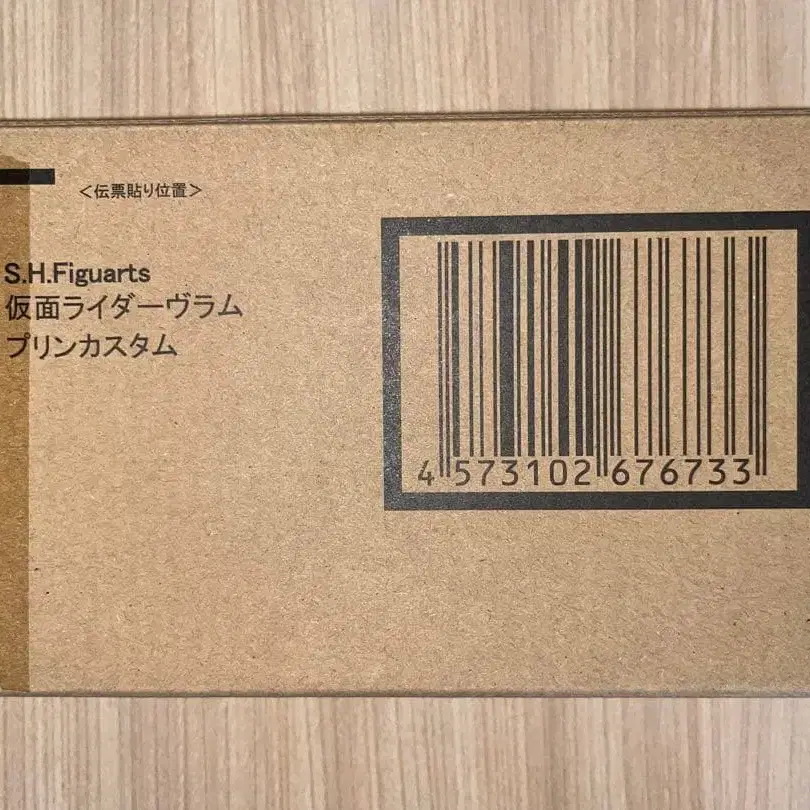 ＜伝票貼り位置＞
S.H.Figuarts
仮面ライダーヴラム
プリンカスタム
4 573102 676733